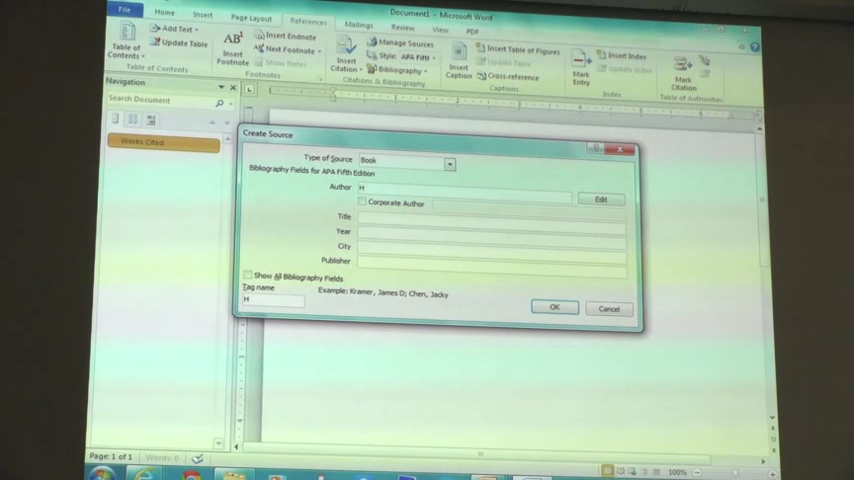 Document1 - Microsoft Word
File Home Insert Page Layout References Mailings Review View PDF
Table of Contents
Add Text
Update Table
Table of Contents
AB1
Insert Footnote
Insert Endnote
Next Footnote
Show Notes
Footnotes
Insert Citation
Manage Sources
Style: APA Fifth
Bibliography
Citations & Bibliography
Insert Caption
Insert Table of Figures
Update Table
Cross-reference
Captions
Mark Entry
Insert Index
Update Index
Index
Mark Citation
Table of Authorities
Navigation
Search Document
Works Cited
Create Source
Type of Source Book
Bibliography Fields for APA Fifth Edition
Author H
Edit
Corporate Author
Title
Year
City
Publisher
Show All Bibliography Fields
Tag name
Example: Kramer, James D; Chen, Jacky
H
OK Cancel
Page: 1 of 1 Words: 0
100%